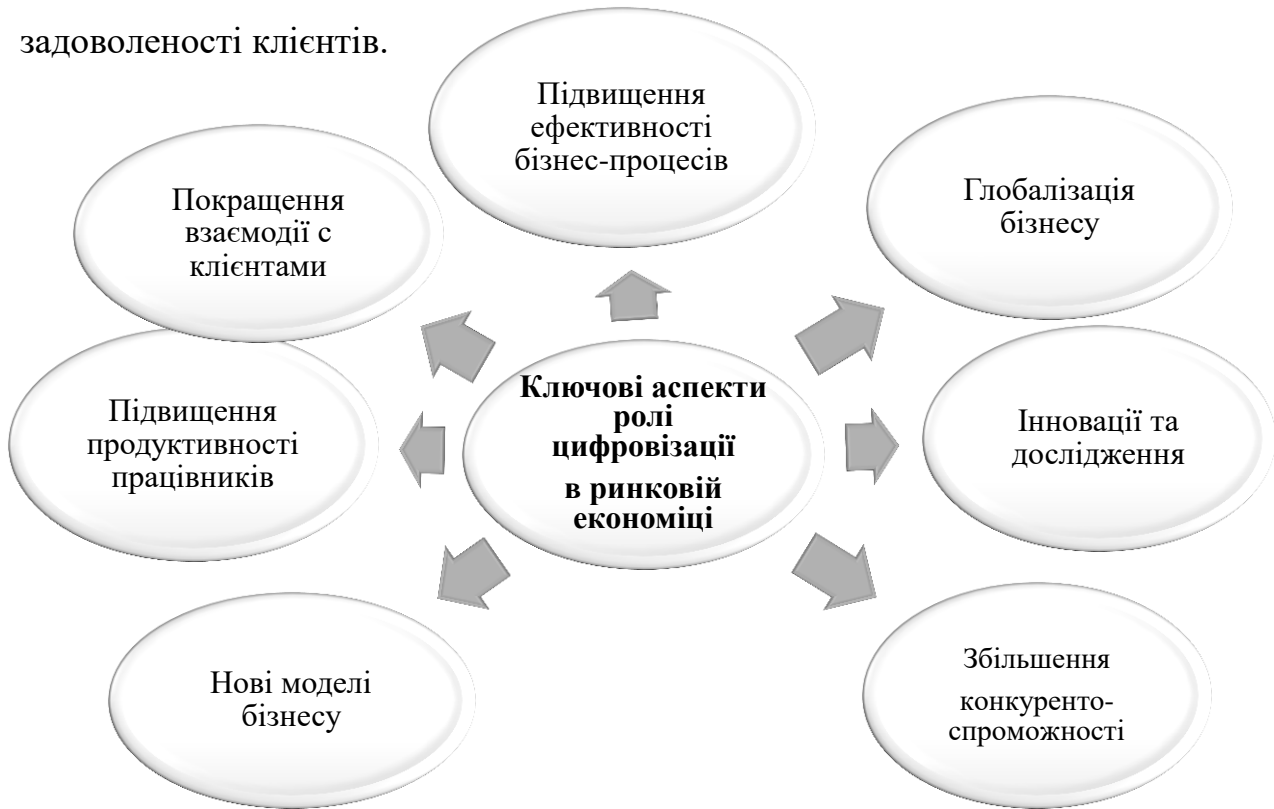 задоволеності клієнтів.
Підвищення
ефективності
бізнес-процесів
Покращення
взаємодії с
клієнтами
Глобалізація
бізнесу
Підвищення
продуктивності
працівників
Ключові аспекти
ролі
цифровізації
в ринковій
економіці
Інновації та
дослідження
Нові моделі
бізнесу
Збільшення
конкуренто-
спроможності